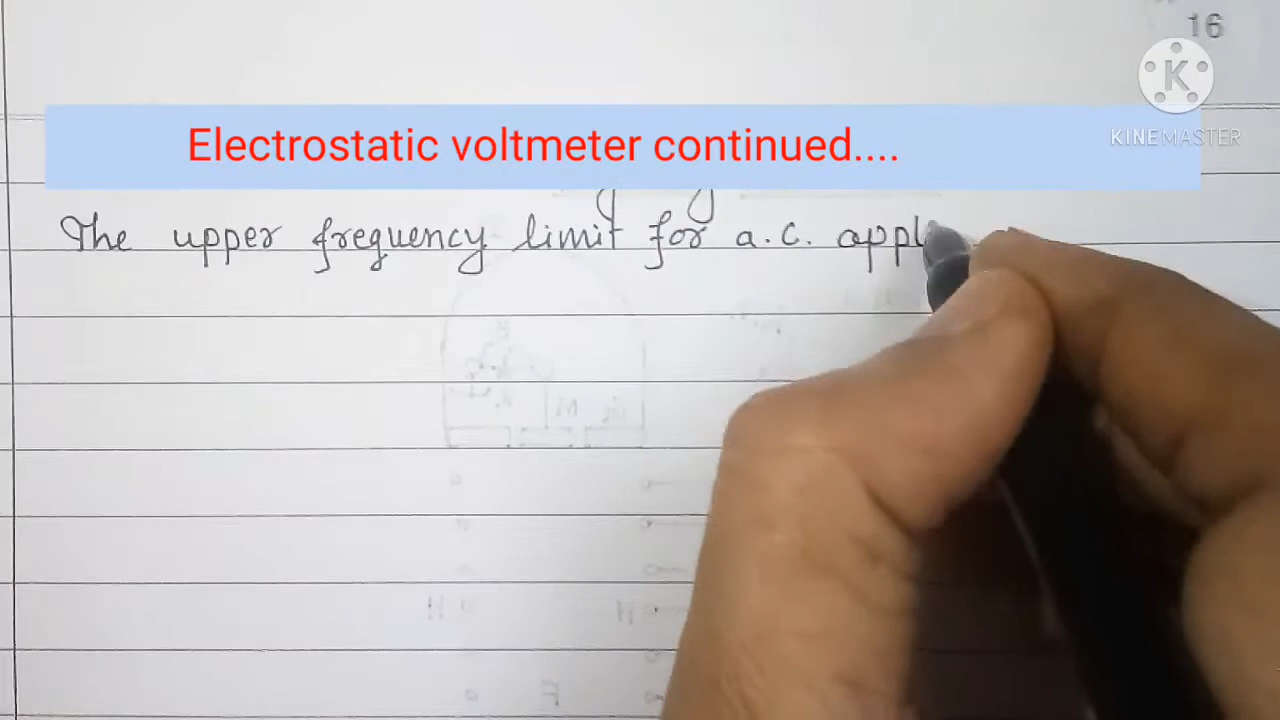 16
KINEMASTER
Electrostatic voltmeter continued....
The upper frequency limit for a.c. appl